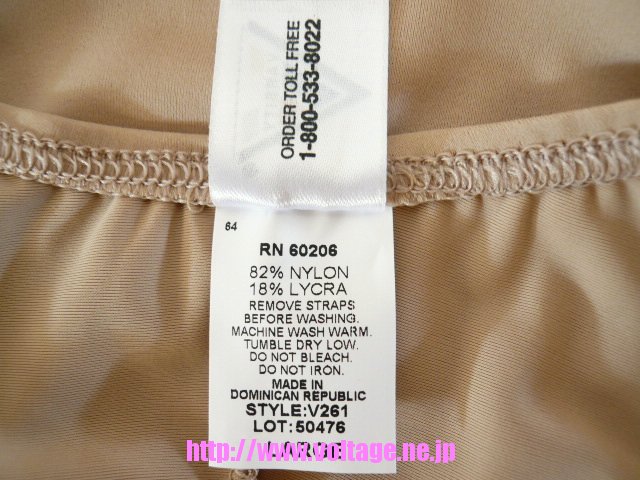 ORDER TOLL FREE
1-800-533-8022
64
RN 60206
82% NYLON
18% LYCRA
REMOVE STRAPS
BEFORE WASHING.
MACHINE WASH WARM.
TUMBLE DRY LOW.
DO NOT BLEACH.
DO NOT IRON.
MADE IN
DOMINICAN REPUBLIC
STYLE:V261
LOT:50476
http://www.voltage.ne.jp